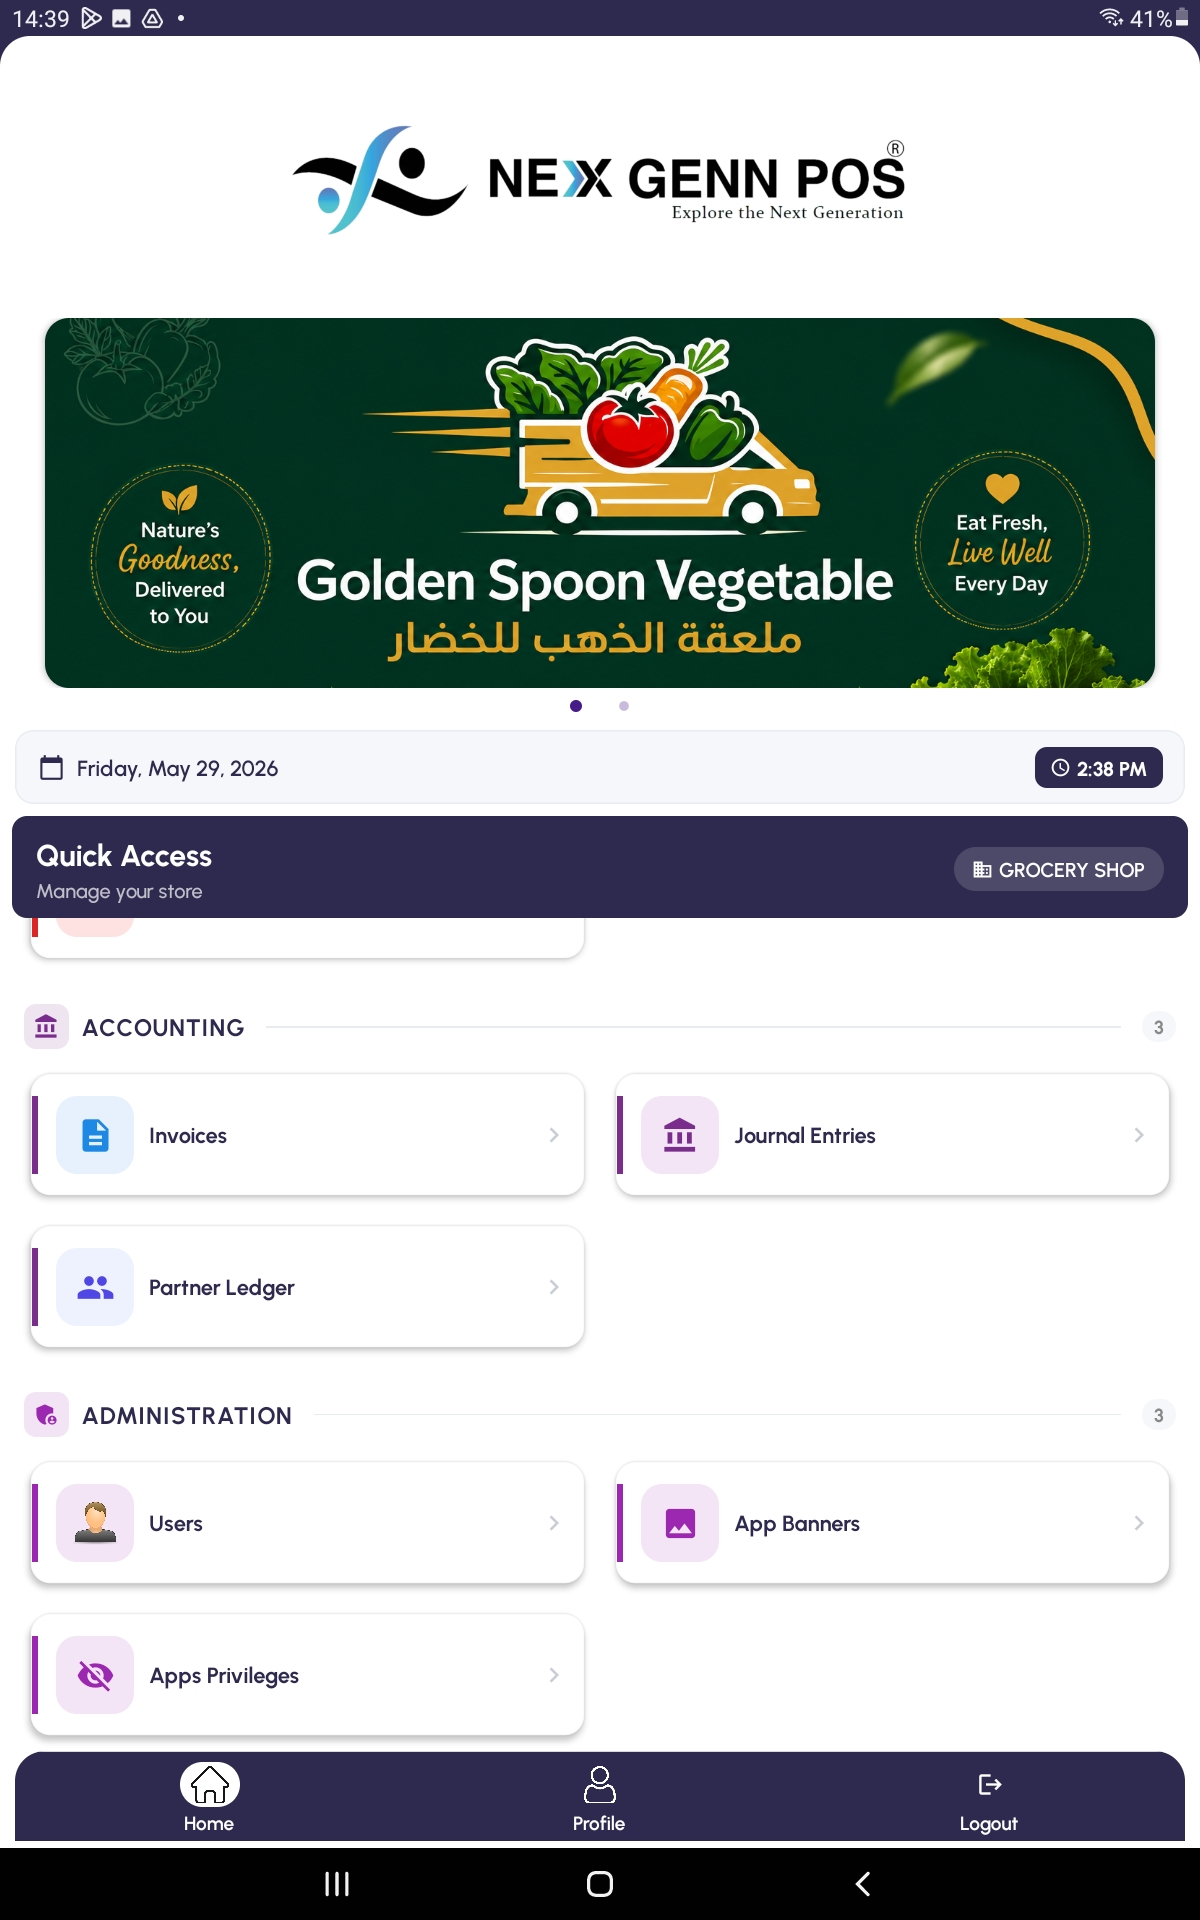 14:39
41%
NEXX GENN POS®
Explore the Next Generation
Nature's
Goodness,
Delivered
to You
Eat Fresh,
Live Well
Every Day
Golden Spoon Vegetable
ملعقة الذهب للخضار
Friday, May 29, 2026
2:38 PM
Quick Access
Manage your store
GROCERY SHOP
ACCOUNTING
3
Invoices
Journal Entries
Partner Ledger
ADMINISTRATION
3
Users
App Banners
Apps Privileges
Home
Profile
Logout